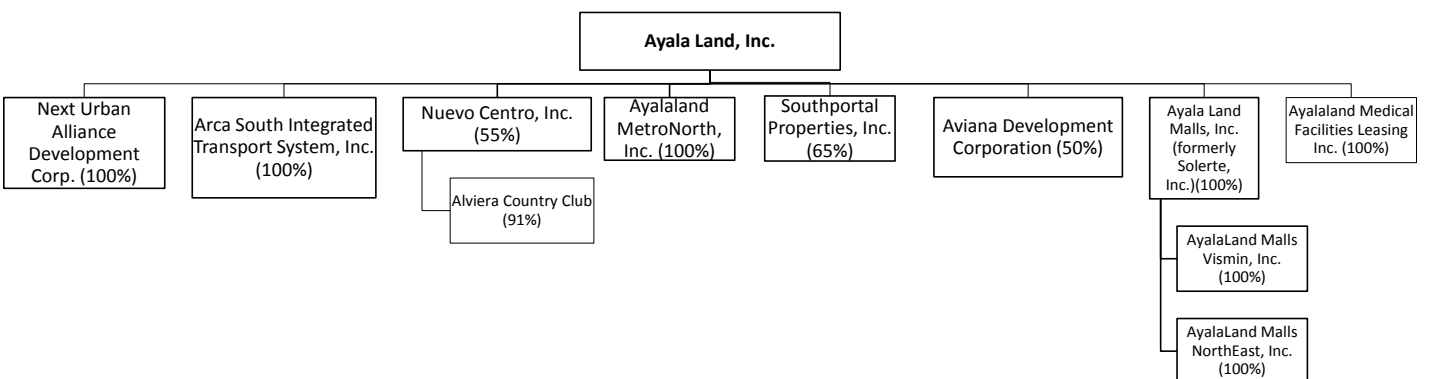 Ayala Land, Inc.
Next Urban
Alliance
Development
Corp. (100%)
Arca South Integrated
Transport System, Inc.
(100%)
Nuevo Centro, Inc.
(55%)
Alviera Country Club
(91%)
Ayalaland
MetroNorth,
Inc. (100%)
Southportal
Properties, Inc.
(65%)
Aviana Development
Corporation (50%)
Ayala Land
Malls, Inc.
(formerly
Solerte,
Inc.)(100%)
AyalaLand Malls
Vismin, Inc.
(100%)
AyalaLand Malls
NorthEast, Inc.
(100%)
Ayalaland Medical
Facilities Leasing
Inc. (100%)